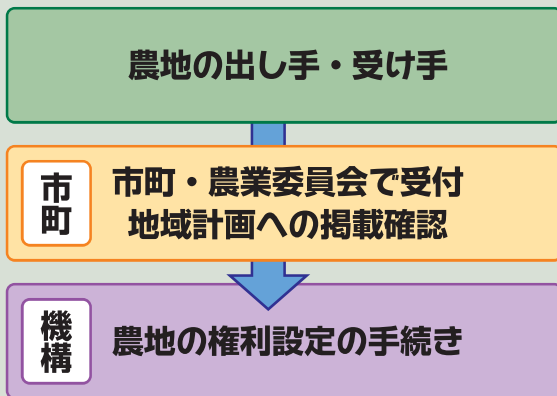 農地の出し手・受け手
市町
市町・農業委員会で受付
地域計画への掲載確認
機構
農地の権利設定の手続き